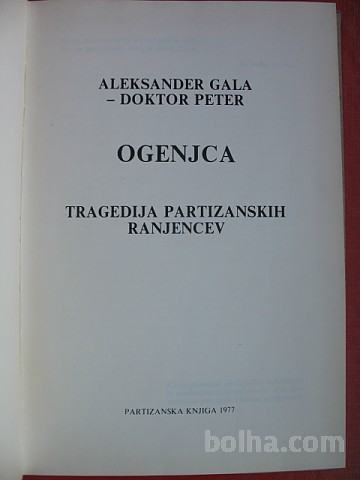 ALEKSANDER GALA
– DOKTOR PETER
OGENJCA
TRAGEDIJA PARTIZANSKIH
RANJENCEV
PARTIZANSKA KNJIGA 1977
bolha.com